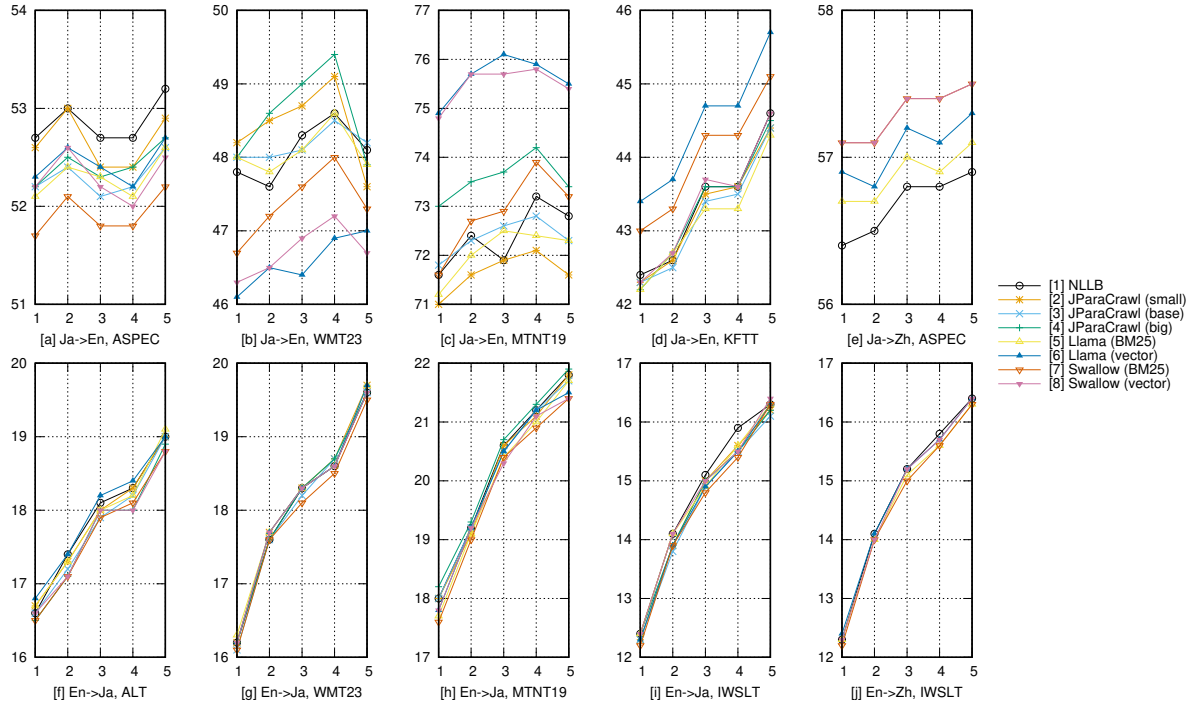 54
53
52
51
1 2 3 4 5
[a] Ja->En, ASPEC
50
49
48
47
46
1 2 3 4 5
[b] Ja->En, WMT23
77
76
75
74
73
72
71
1 2 3 4 5
[c] Ja->En, MTNT19
46
45
44
43
42
1 2 3 4 5
[d] Ja->En, KFTT
58
57
56
1 2 3 4 5
[e] Ja->Zh, ASPEC
[1] NLLB
[2] JParaCrawl (small)
[3] JParaCrawl (base)
[4] JParaCrawl (big)
[5] Llama (BM25)
[6] Llama (vector)
[7] Swallow (BM25)
[8] Swallow (vector)
20
19
18
17
16
1 2 3 4 5
[f] En->Ja, ALT
20
19
18
17
16
1 2 3 4 5
[g] En->Ja, WMT23
22
21
20
19
18
17
1 2 3 4 5
[h] En->Ja, MTNT19
17
16
15
14
13
12
1 2 3 4 5
[i] En->Ja, IWSLT
17
16
15
14
13
12
1 2 3 4 5
[j] En->Zh, IWSLT